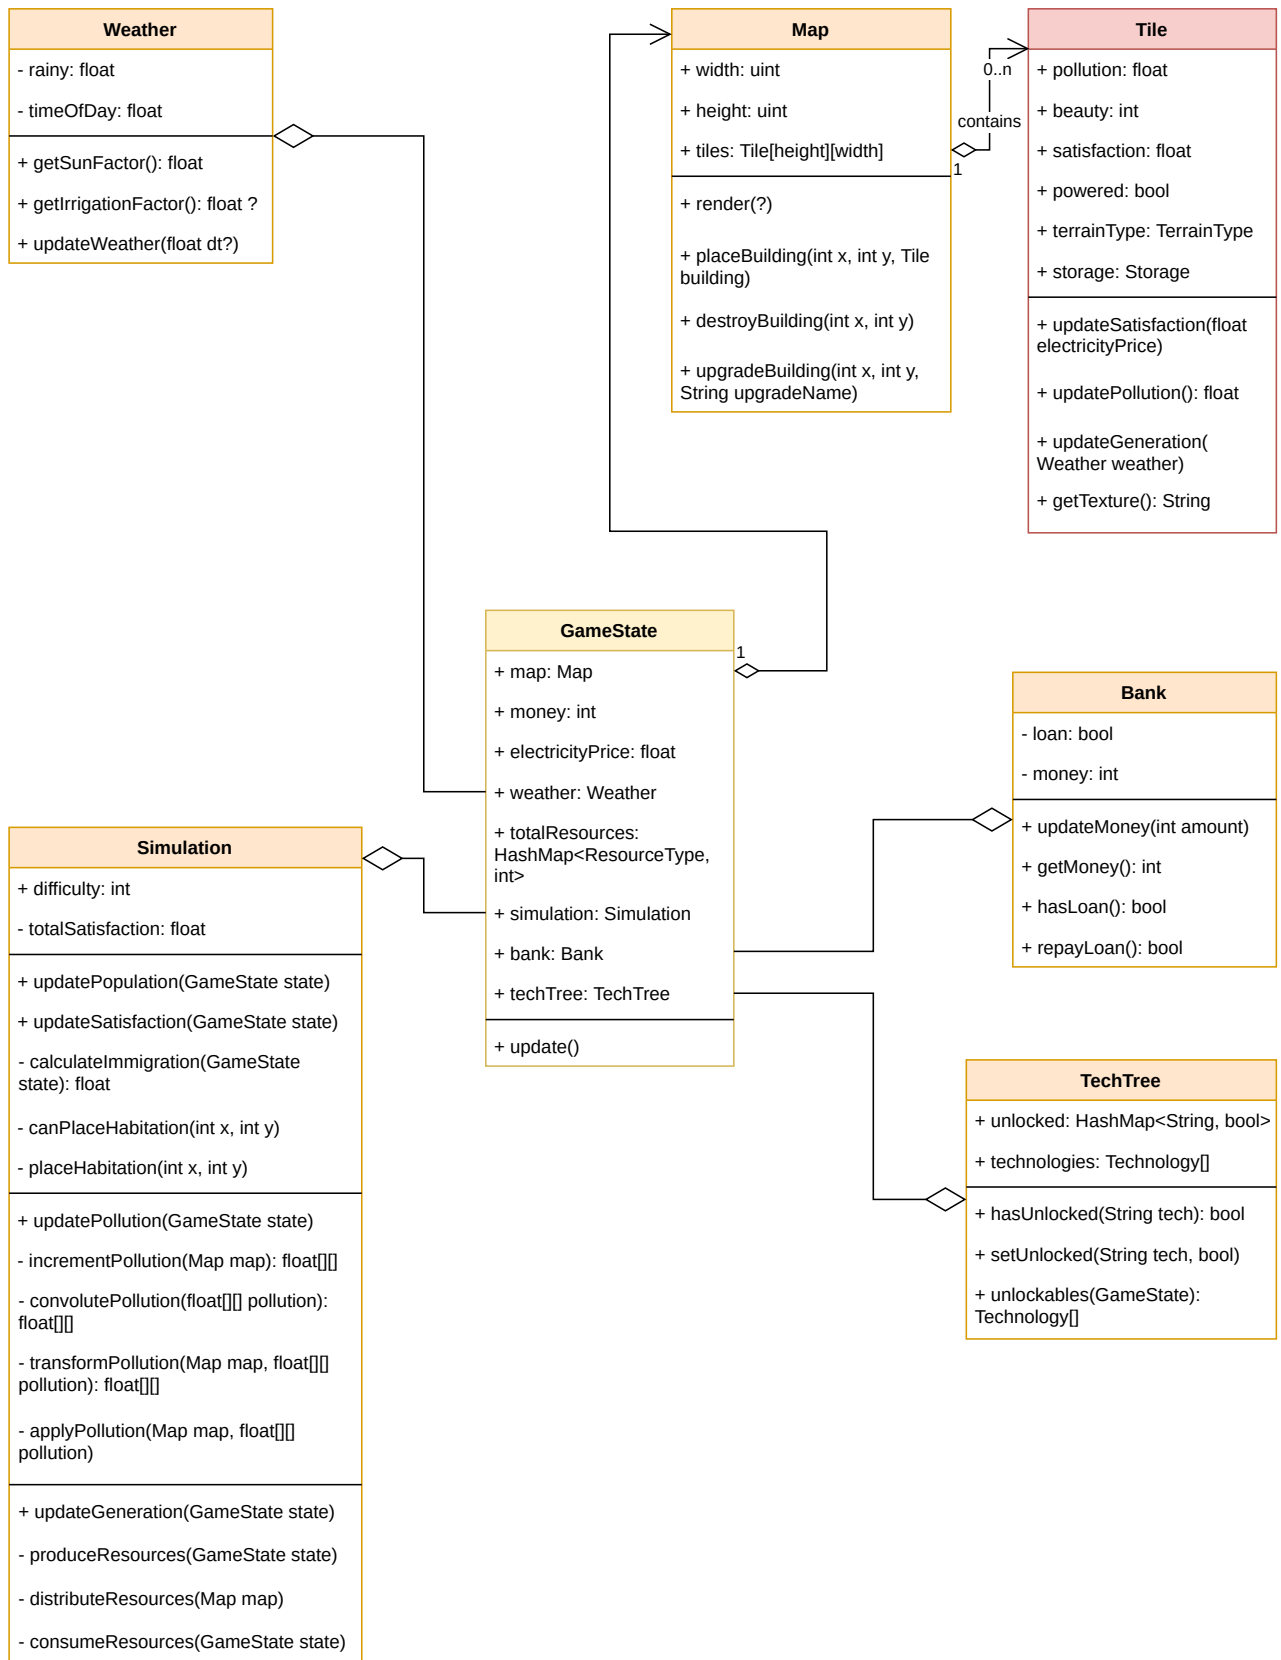 Weather
- rainy: float
- timeOfDay: float
+ getSunFactor(): float
+ getIrrigationFactor(): float ?
+ updateWeather(float dt?)
Map
+ width: uint
+ height: uint
+ tiles: Tile[height][width]
+ render(?)
+ placeBuilding(int x, int y, Tile
building)
+ destroyBuilding(int x, int y)
+ upgradeBuilding(int x, int y,
String upgradeName)
0..n
contains
1
Tile
+ pollution: float
+ beauty: int
+ satisfaction: float
+ powered: bool
+ terrainType: TerrainType
+ storage: Storage
+ updateSatisfaction(float
electricityPrice)
+ updatePollution(): float
+ updateGeneration(
Weather weather)
+ getTexture(): String
GameState
1
+ map: Map
+ money: int
+ electricityPrice: float
+ weather: Weather
+ totalResources:
HashMap<ResourceType,
int>
+ simulation: Simulation
+ bank: Bank
+ techTree: TechTree
+ update()
Bank
- loan: bool
- money: int
+ updateMoney(int amount)
+ getMoney(): int
+ hasLoan(): bool
+ repayLoan(): bool
Simulation
+ difficulty: int
- totalSatisfaction: float
+ updatePopulation(GameState state)
+ updateSatisfaction(GameState state)
- calculateImmigration(GameState
state): float
- canPlaceHabitation(int x, int y)
- placeHabitation(int x, int y)
+ updatePollution(GameState state)
- incrementPollution(Map map): float[][]
- convolutePollution(float[][] pollution):
float[][]
- transformPollution(Map map, float[][]
pollution): float[][]
- applyPollution(Map map, float[][]
pollution)
+ updateGeneration(GameState state)
- produceResources(GameState state)
- distributeResources(Map map)
- consumeResources(GameState state)
TechTree
+ unlocked: HashMap<String, bool>
+ technologies: Technology[]
+ hasUnlocked(String tech): bool
+ setUnlocked(String tech, bool)
+ unlockables(GameState):
Technology[]